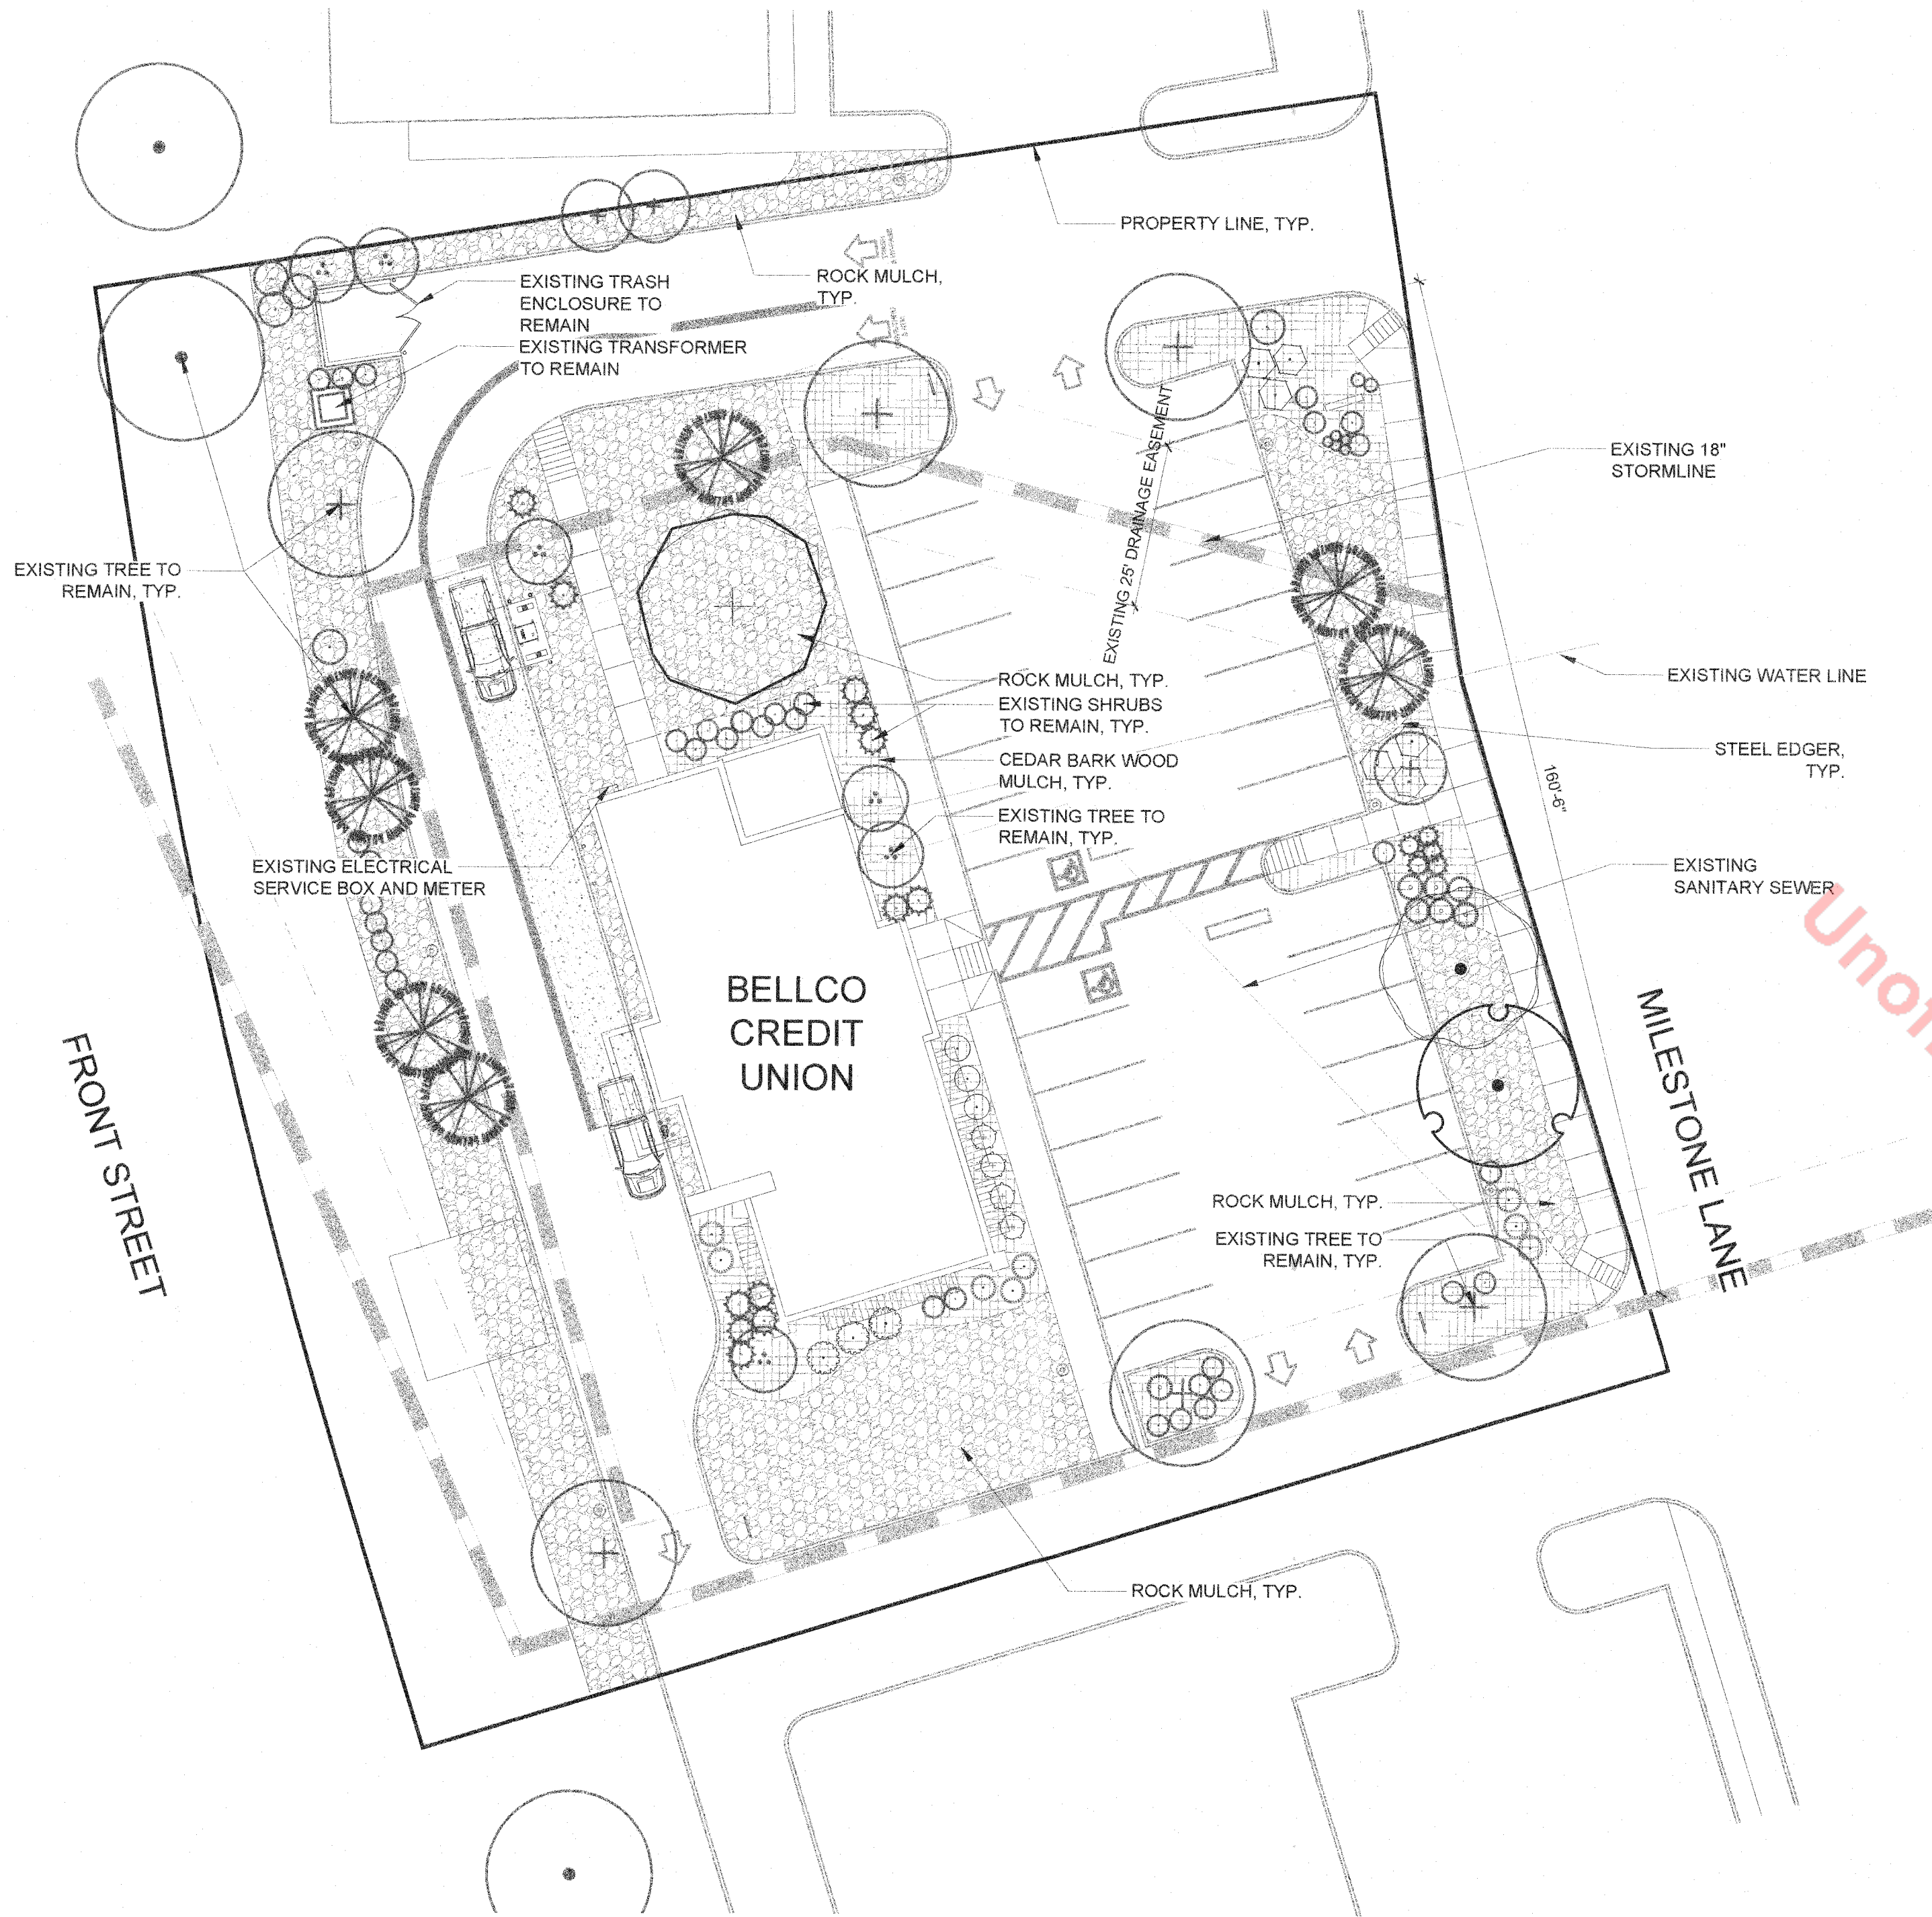 PROPERTY LINE, TYP.
ROCK MULCH,
TYP.
EXISTING TRASH
ENCLOSURE TO
REMAIN
EXISTING TRANSFORMER
TO REMAIN
EXISTING 25' DRAINAGE EASEMENT
EXISTING 18"
STORMLINE
EXISTING TREE TO
REMAIN, TYP.
ROCK MULCH, TYP.
EXISTING SHRUBS
TO REMAIN, TYP.
CEDAR BARK WOOD
MULCH, TYP.
EXISTING TREE TO
REMAIN, TYP.
EXISTING WATER LINE
STEEL EDGER,
TYP.
160'-6"
EXISTING ELECTRICAL
SERVICE BOX AND METER
EXISTING
SANITARY SEWER
BELLCO
CREDIT
UNION
FRONT STREET
MILESTONE LANE
ROCK MULCH, TYP.
EXISTING TREE TO
REMAIN, TYP.
ROCK MULCH, TYP.